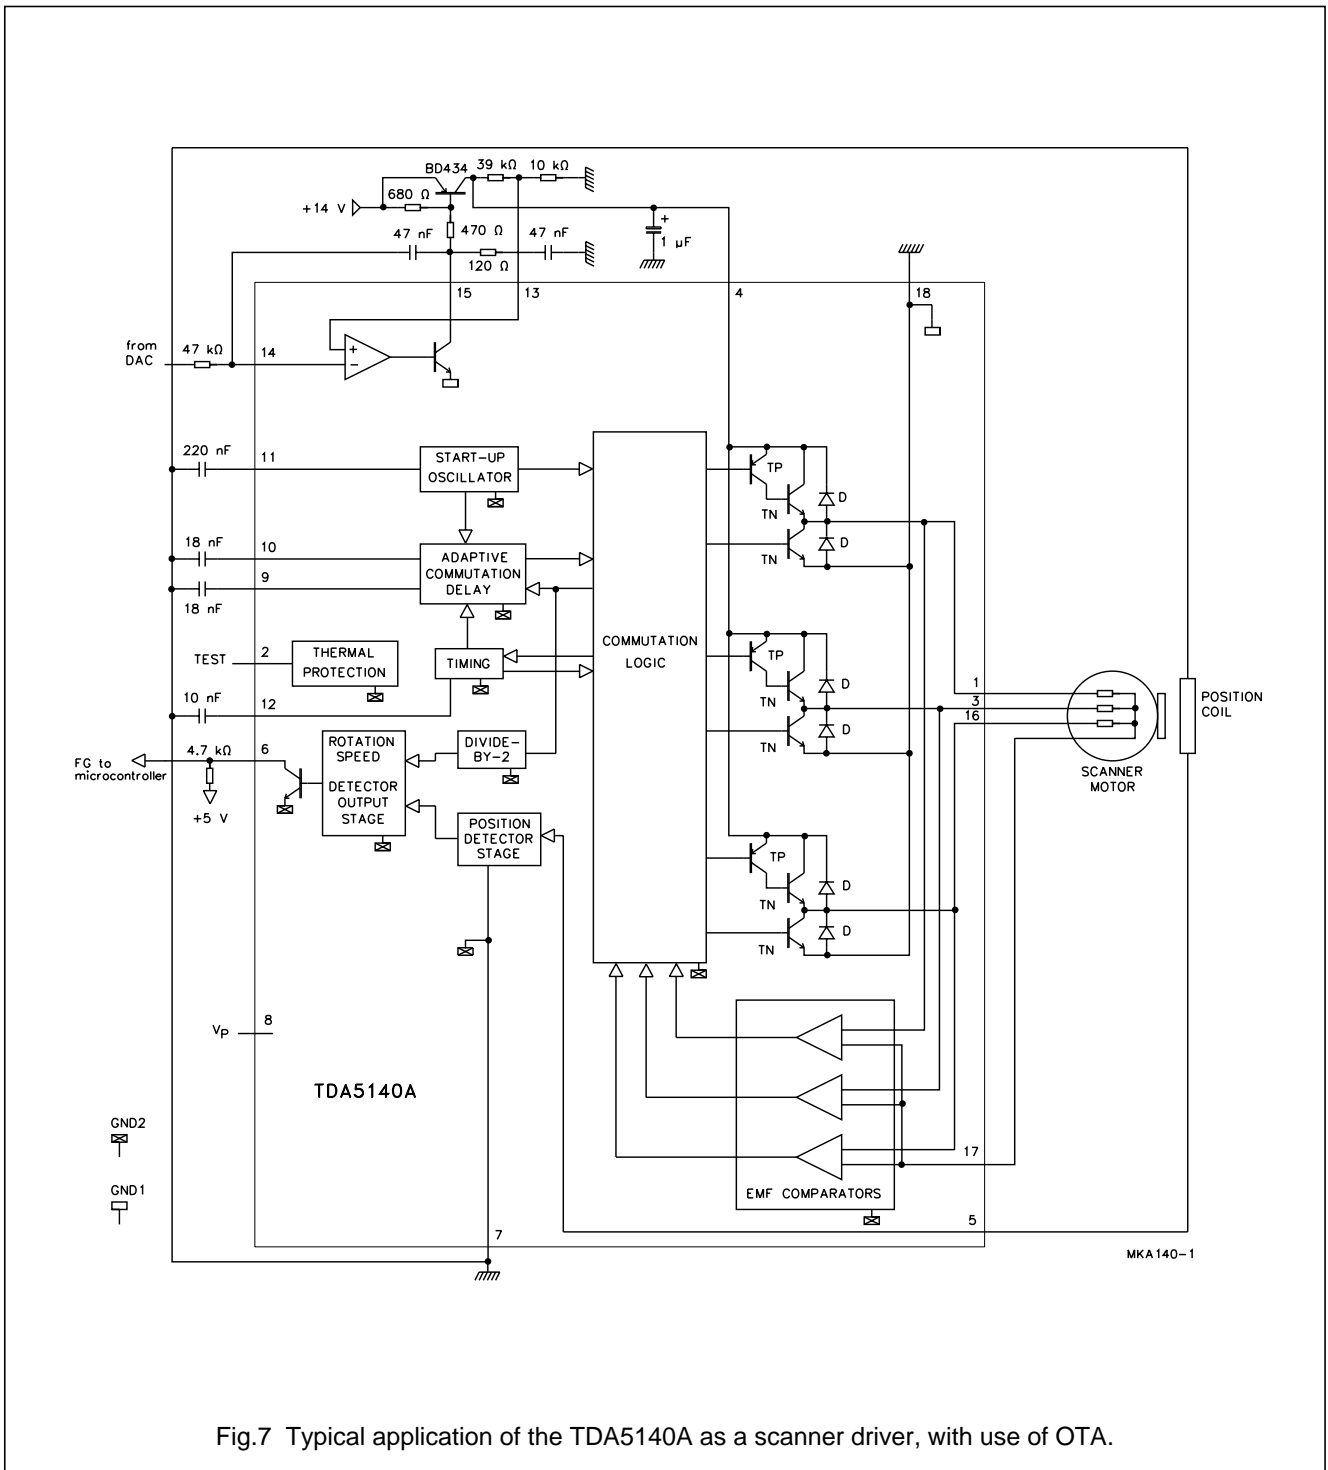 BD434
39 kΩ
10 kΩ
680 Ω
+14 V
470 Ω
47 nF
47 nF
120 Ω
+
1 µF
15
13
4
18
from
DAC
47 kΩ
14
+
−
220 nF
11
START-UP
OSCILLATOR
TP
D
TN
TN
D
18 nF
10
9
18 nF
ADAPTIVE
COMMUTATION
DELAY
COMMUTATION
LOGIC
TEST
2
THERMAL
PROTECTION
TIMING
TP
D
TN
TN
D
10 nF
12
1
3
16
POSITION
COIL
SCANNER
MOTOR
4.7 kΩ
6
FG to
microcontroller
+5 V
ROTATION
SPEED
DETECTOR
OUTPUT
STAGE
DIVIDE-
BY-2
POSITION
DETECTOR
STAGE
TP
D
TN
TN
D
VP
8
TDA5140A
GND2
GND1
17
EMF COMPARATORS
5
7
MKA140-1
Fig.7 Typical application of the TDA5140A as a scanner driver, with use of OTA.